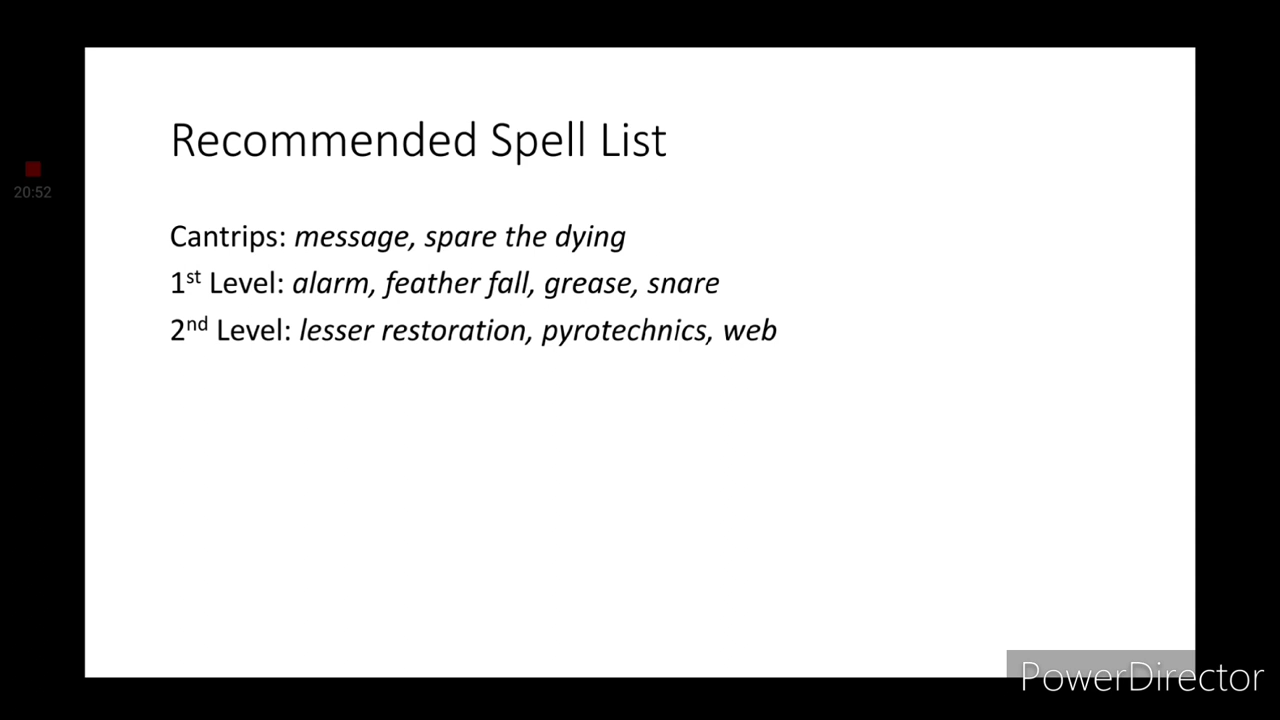 Recommended Spell List
20:52
Cantrips: message, spare the dying
1st Level: alarm, feather fall, grease, snare
2nd Level: lesser restoration, pyrotechnics, web
PowerDirector